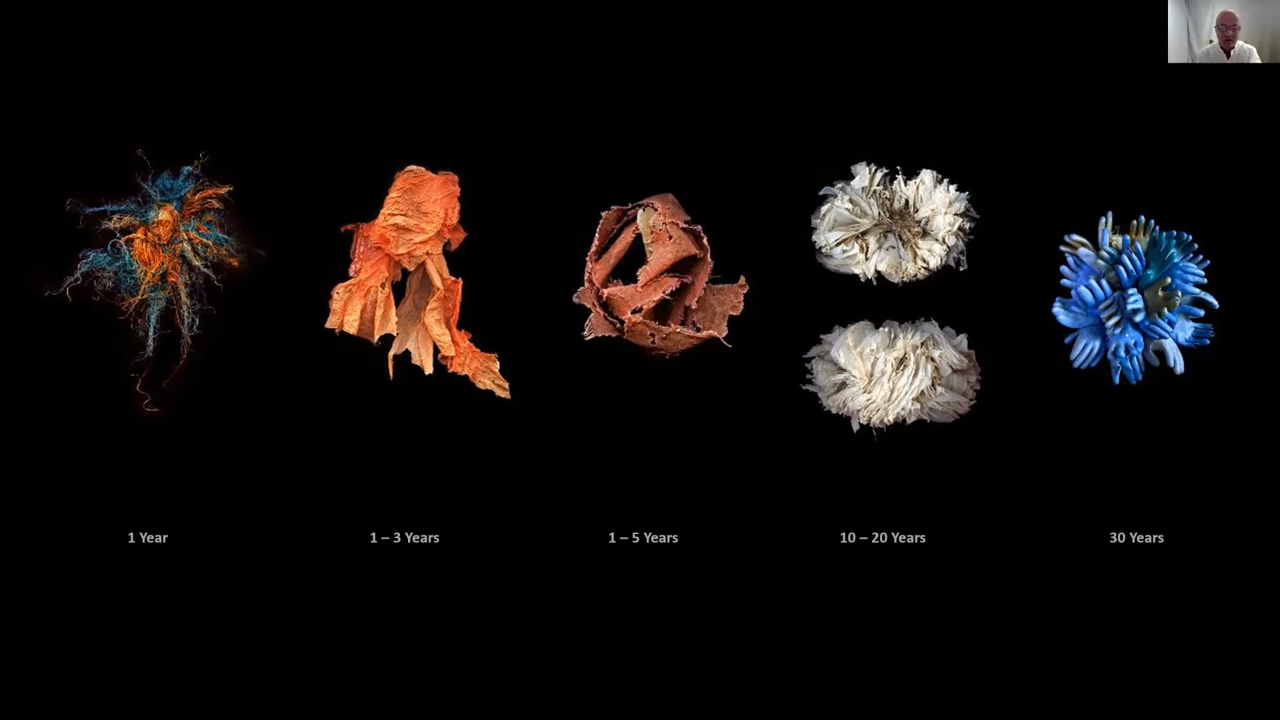 1 Year
1 – 3 Years
1 – 5 Years
10 – 20 Years
30 Years